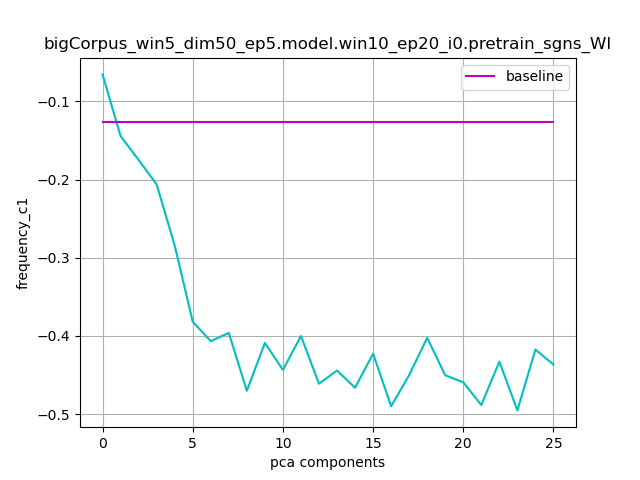 bigCorpus_win5_dim50_ep5.model.win10_ep20_i0.pretrain_sgns_WI
baseline
−0.1
−0.2
−0.3
−0.4
−0.5
frequency_c1
0 5 10 15 20 25
pca components